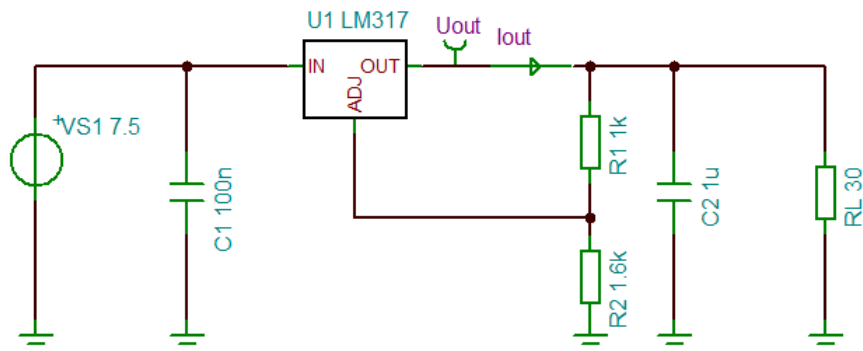 U1 LM317
Uout
Iout
IN
OUT
ADJ
+VS1 7.5
C1 100n
R1 1k
R2 1.6k
C2 1u
RL 30